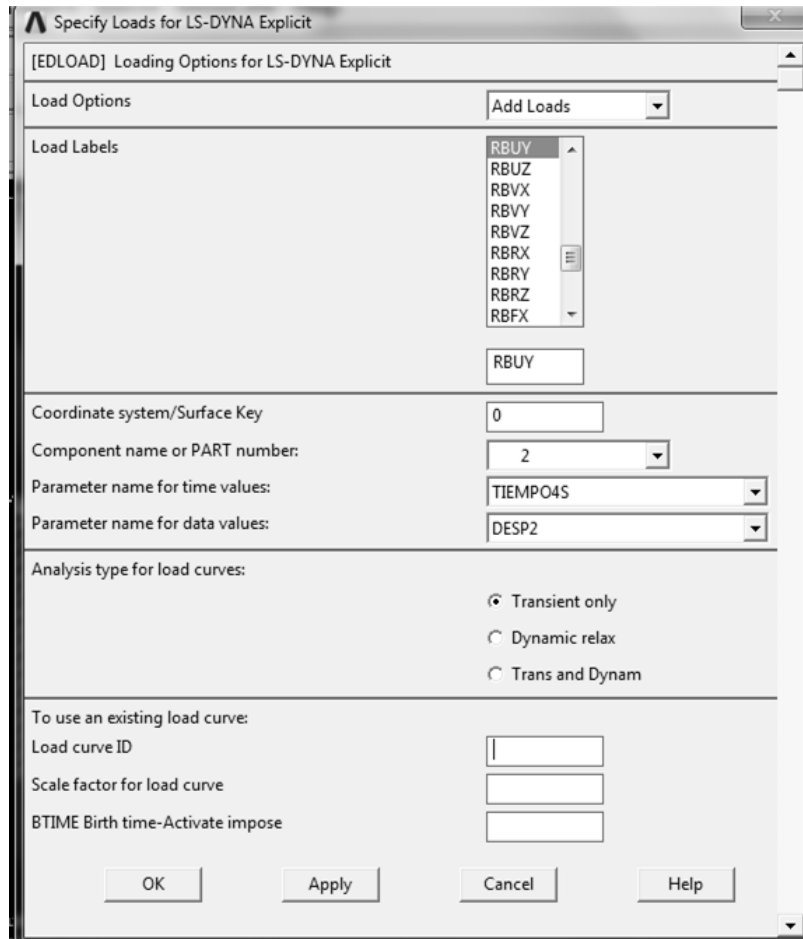 Specify Loads for LS-DYNA Explicit
[EDLOAD] Loading Options for LS-DYNA Explicit
Load Options Add Loads
Load Labels RBUY
RBUZ
RBVX
RBVY
RBVZ
RBRX
RBRY
RBRZ
RBFX
RBUY
Coordinate system/Surface Key 0
Component name or PART number: 2
Parameter name for time values: TIEMPO4S
Parameter name for data values: DESP2
Analysis type for load curves:
Transient only
Dynamic relax
Trans and Dynam
To use an existing load curve:
Load curve ID
Scale factor for load curve
BTIME Birth time-Activate impose
OK Apply Cancel Help